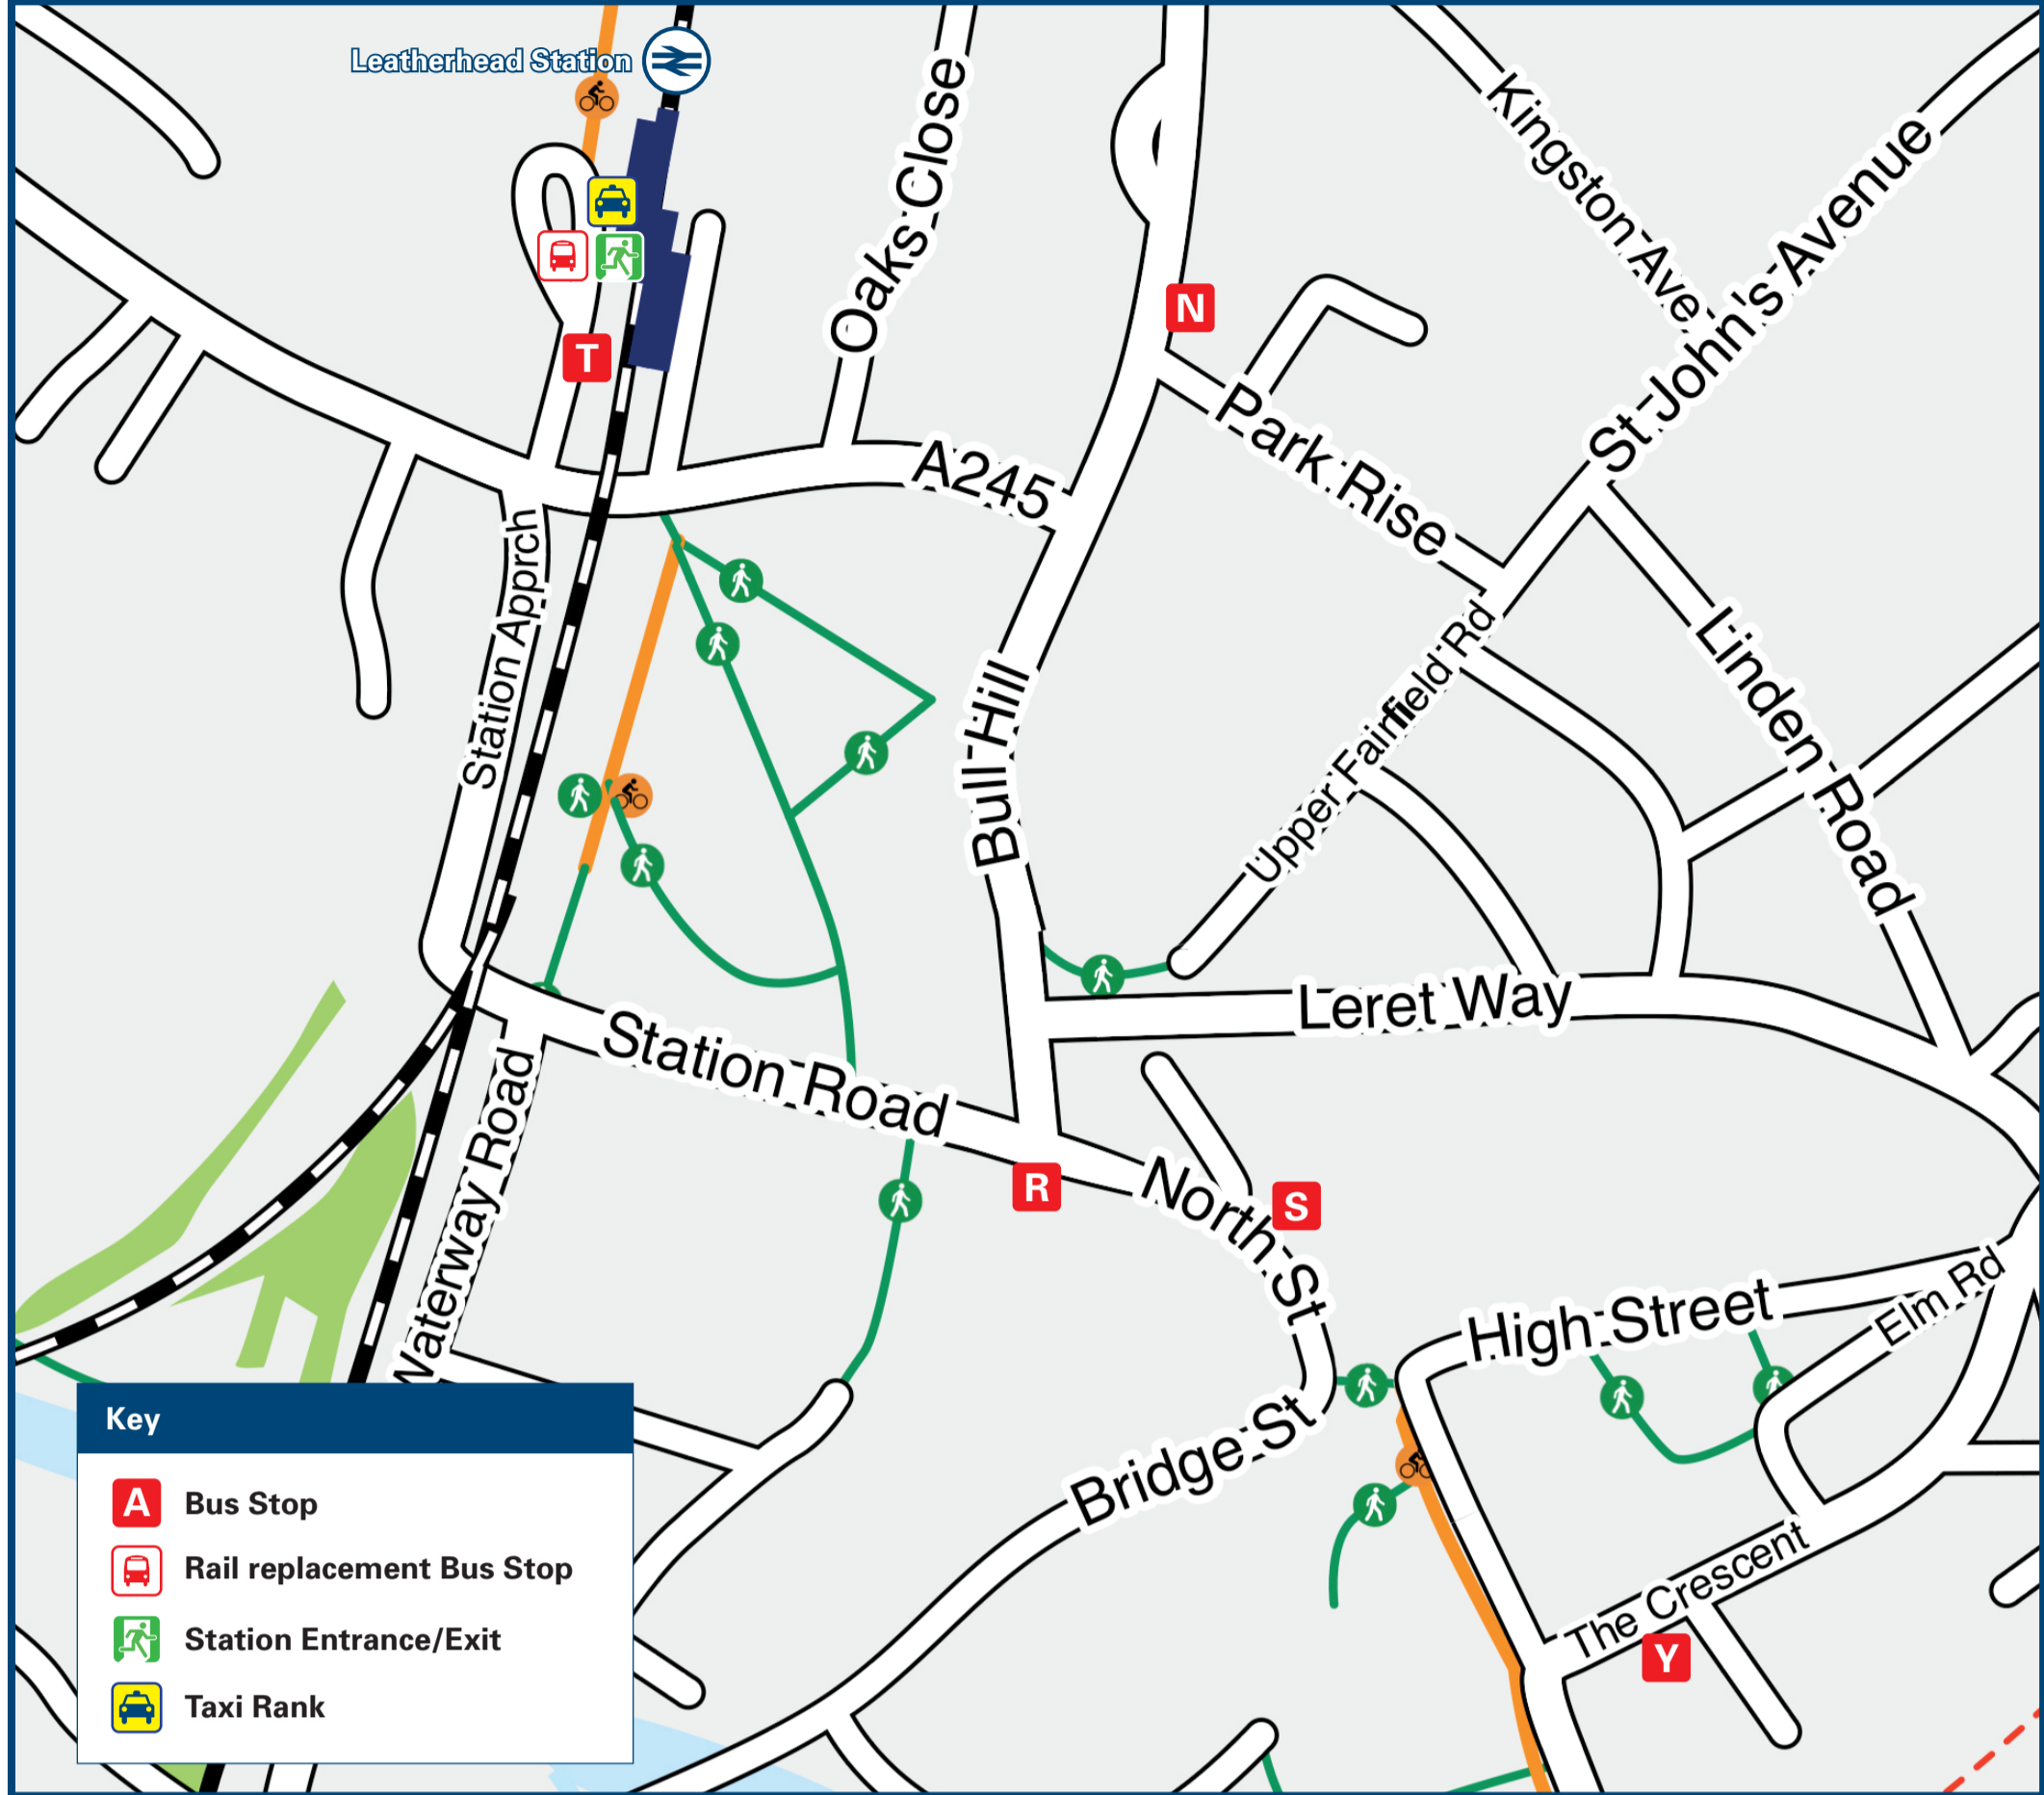 Leatherhead Station
Oaks Close
Kingston Ave
St John's Avenue
N
T
Park Rise
A245
Station Apprch
Linden Road
Upper Fairfield Rd
Bull Hill
Leret Way
Station Road
Waterway Road
R
North St
S
High Street
Elm Rd
Bridge St
The Crescent
Y
Key
A Bus Stop
Rail replacement Bus Stop
Station Entrance/Exit
Taxi Rank